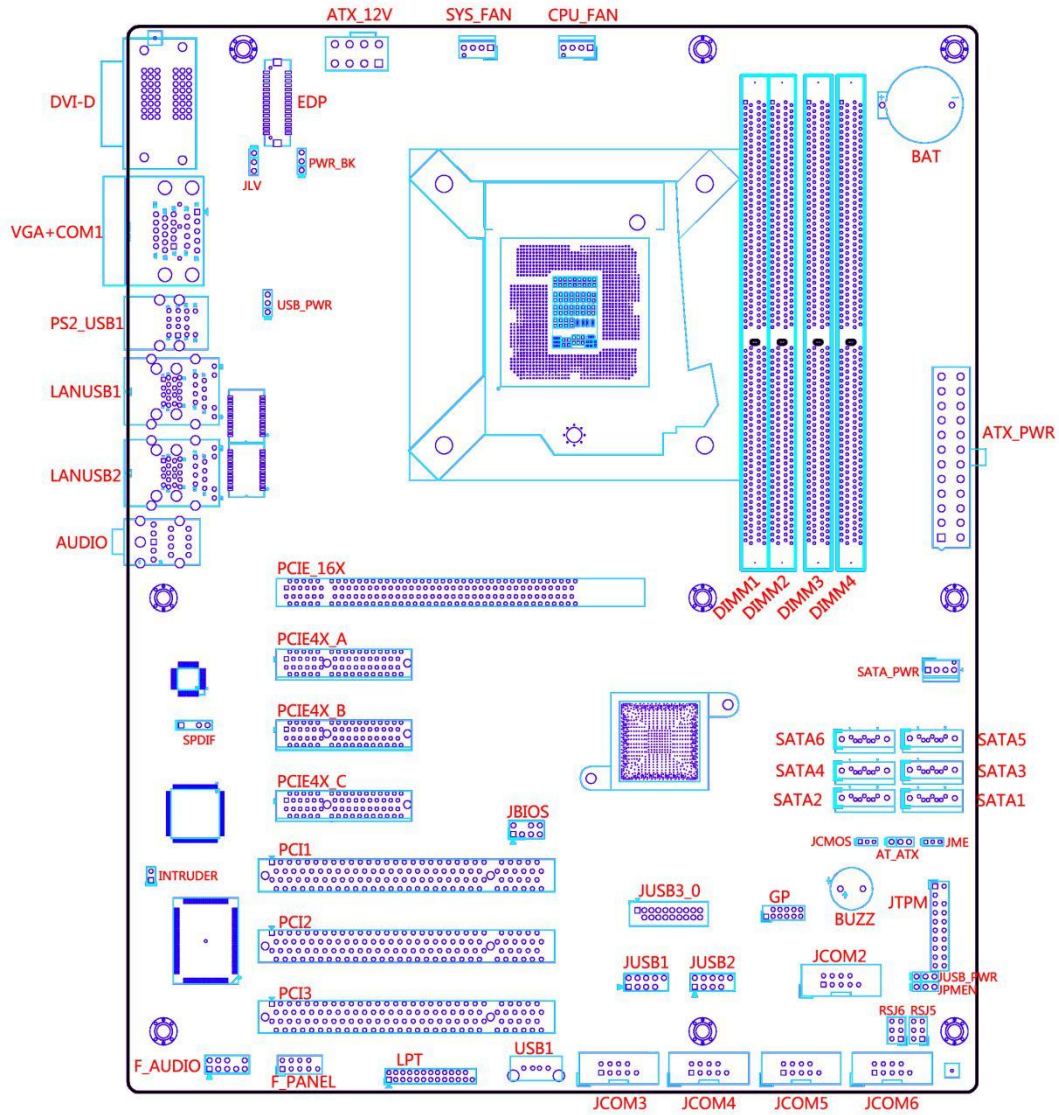 ATX_12V
SYS_FAN
CPU_FAN
DVI-D
EDP
BAT
JLV
PWR_BK
VGA+COM1
USB_PWR
PS2_USB1
LANUSB1
LANUSB2
ATX_PWR
AUDIO
PCIE_16X
DIMM1
DIMM2
DIMM3
DIMM4
PCIE4X_A
SATA_PWR
PCIE4X_B
SPDIF
SATA6
SATA5
SATA4
SATA3
PCIE4X_C
SATA2
SATA1
JBIOS
JCMOS
AT_ATX
JME
PCI1
INTRUDER
JUSB3_0
GP
BUZZ
JTPM
PCI2
JUSB1
JUSB2
JCOM2
JUSB_PWR
JPMEN
PCI3
RSJ6
RSJ5
F_AUDIO
F_PANEL
LPT
USB1
JCOM3
JCOM4
JCOM5
JCOM6